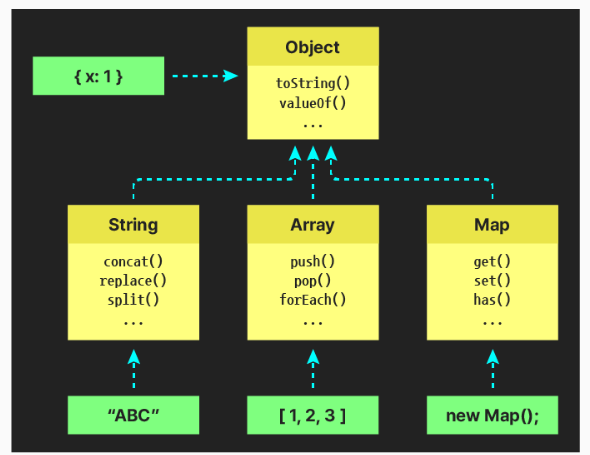 Object
{ x: 1 }
toString()
valueOf()
...
String
concat()
replace()
split()
...
Array
push()
pop()
forEach()
...
Map
get()
set()
has()
...
“ABC”
[ 1, 2, 3 ]
new Map();